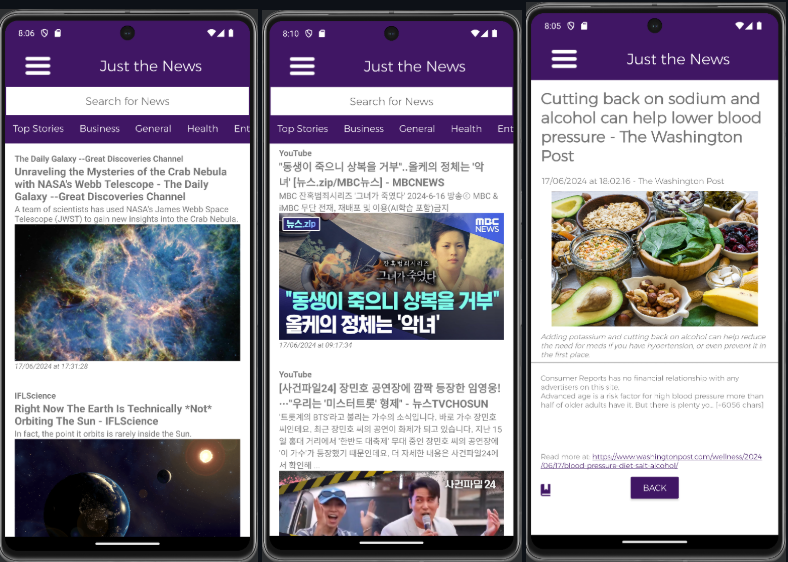 8:06
Just the News
Search for News
Top Stories Business General Health Ent
The Daily Galaxy --Great Discoveries Channel
Unraveling the Mysteries of the Crab Nebula
with NASA's Webb Telescope - The Daily
Galaxy --Great Discoveries Channel
A team of scientists has used NASA's James Webb Space
Telescope (JWST) to gain new insights into the Crab Nebula.
17/06/2024 at 17:31:28
IFLScience
Right Now The Earth Is Technically *Not*
Orbiting The Sun - IFLScience
In fact, the point it orbits is rarely inside the Sun.
8:10
Just the News
Search for News
Top Stories Business General Health Ent
YouTube
"동생이 죽으니 상복을 거부"..올케의 정체는 '악
녀' [뉴스.zip/MBC뉴스] - MBCNEWS
MBC 잔혹범죄시리즈 '그녀가 죽였다' 2024-6-16 방송ⓒ MBC &
iMBC 무단 전재, 재배포 및 이용(AI학습 포함)금지
뉴스.zip
MBC
NEWS
잔혹범죄시리즈
그녀가 죽였다
"동생이 죽으니 상복을 거부"
올케의 정체는 '악녀'
17/06/2024 at 09:17:34
YouTube
[사건파일24] 장민호 공연장에 깜짝 등장한 임영웅!
…"우리는 '미스터트롯' 형제" - 뉴스TVCHOSUN
'트롯계의 BTS'라고 불리는 가수의 소식입니다. 바로 가수 장민호
씨인데요. 최근 장민호 씨의 공연이 화제가 되고 있습니다. 지난 15
일 홍대 거리에서 '한반도 대축제' 무대 중인 장민호 씨의 공연장에
'이 가수'가 등장했기 때문인데요. 더 자세한 내용은 사건파일24에
서 확인해
사건파일 24
8:05
Just the News
Cutting back on sodium and
alcohol can help lower blood
pressure - The Washington
Post
17/06/2024 at 18:02:16 - The Washington Post
Adding potassium and cutting back on alcohol can help reduce
the need for meds if you have hypertention, or even prevent it in
the first place.
Consumer Reports has no financial relationship with any
advertisers on this site.
Advanced age is a risk factor for high blood pressure more than
half of older adults have it. But there is plenty yo… [+6056 chars]
Read more at: https://www.washingtonpost.com/wellness/2024
/06/17/blood-pressure-diet-salt-alcohol/
BACK